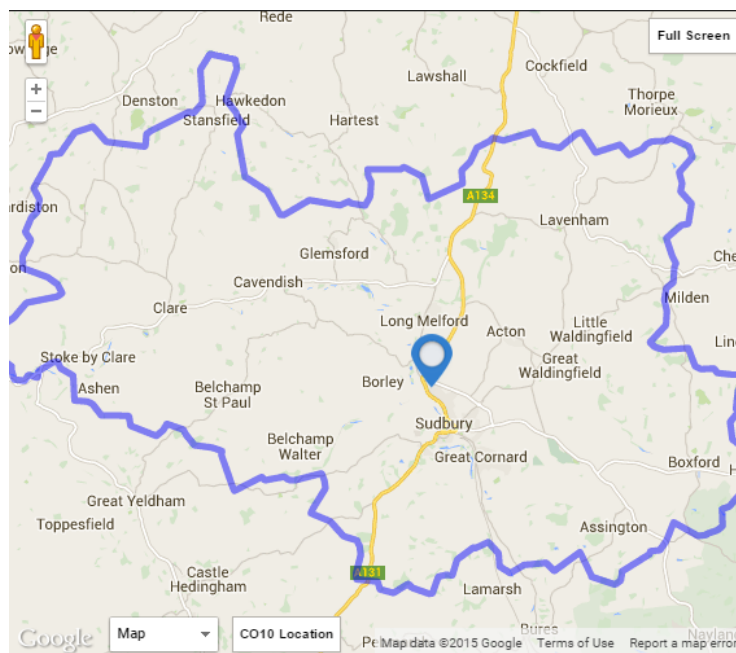 Rede
Full Screen
Cockfield
Lawshall
Thorpe
Morieux
Denston
Hawkedon
Stansfield
Hartest
A134
Lavenham
Glemsford
Cavendish
Milden
Clare
Long Melford
Acton
Little
Waldingfield
Stoke by Clare
Great
Waldingfield
Ashen
Borley
Belchamp
St Paul
Sudbury
Belchamp
Walter
Great Cornard
Boxford
Great Yeldham
Toppesfield
Assington
Castle
Hedingham
A131
Lamarsh
Bures
Google
Map
CO10 Location
Map data ©2015 Google
Terms of Use
Report a map error